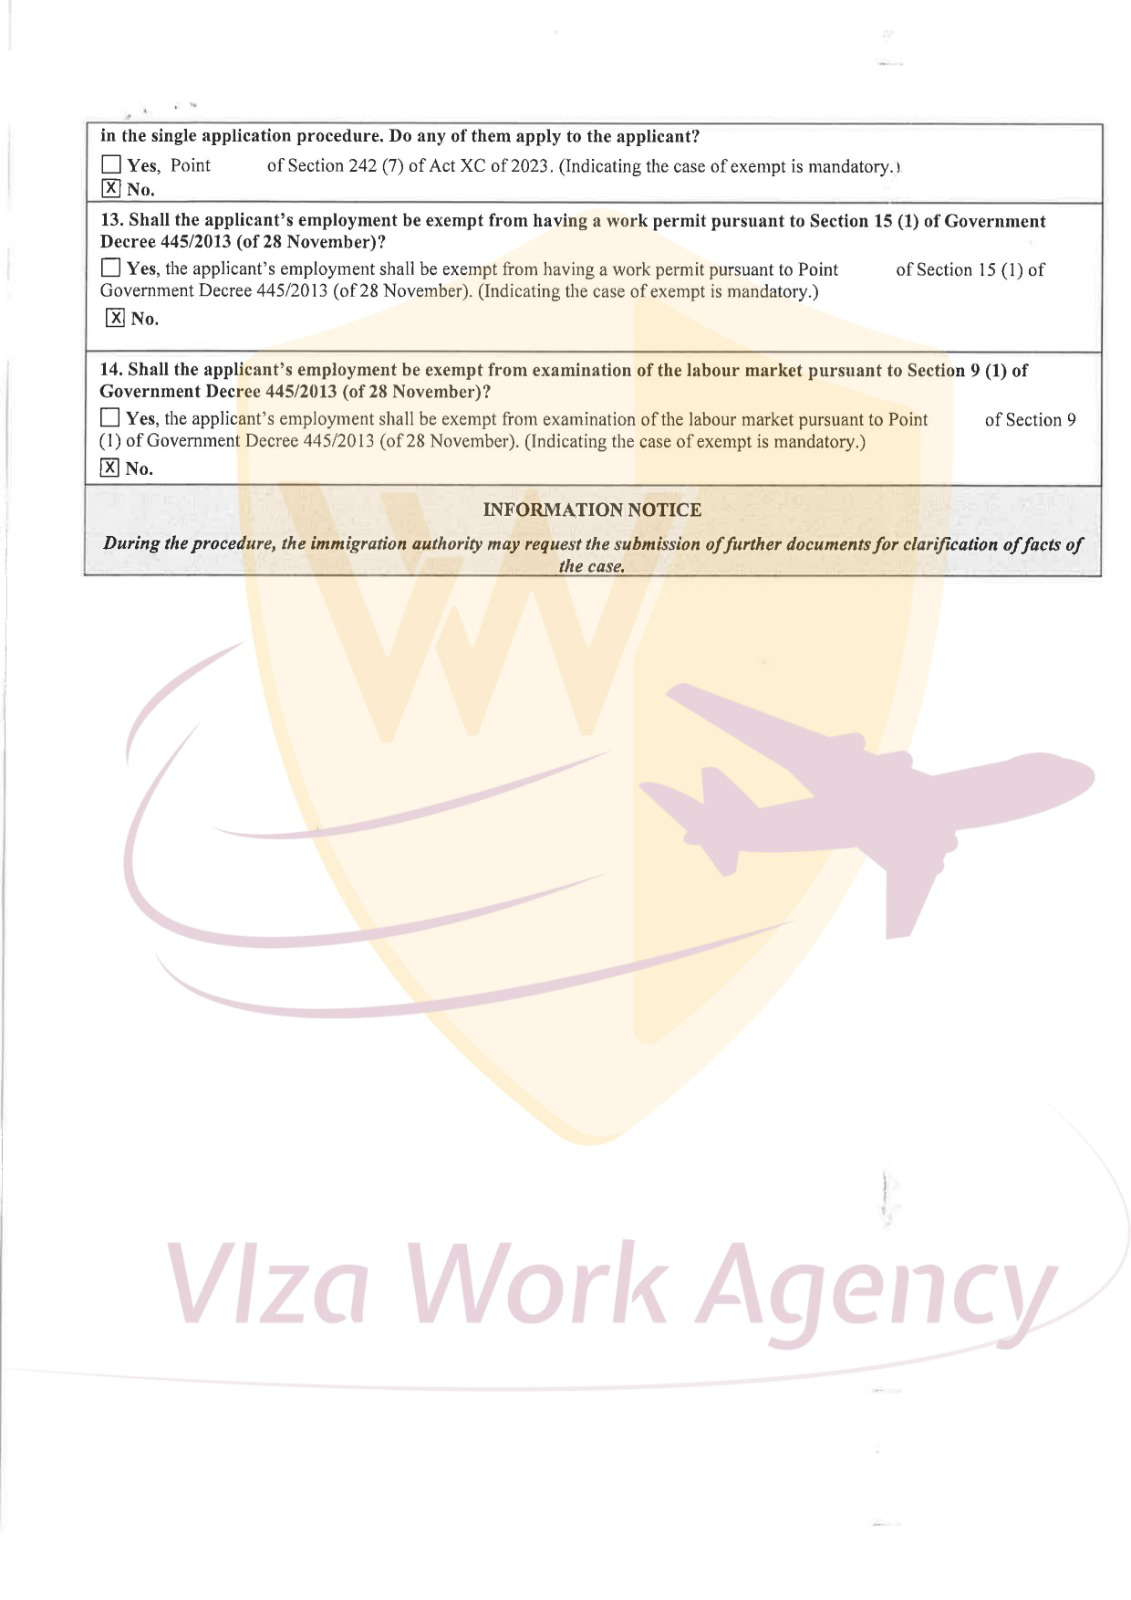 in the single application procedure. Do any of them apply to the applicant?
☐ Yes, Point of Section 242 (7) of Act XC of 2023. (Indicating the case of exempt is mandatory.)
☒ No.
13. Shall the applicant's employment be exempt from having a work permit pursuant to Section 15 (1) of Government
Decree 445/2013 (of 28 November)?
☐ Yes, the applicant's employment shall be exempt from having a work permit pursuant to Point of Section 15 (1) of
Government Decree 445/2013 (of 28 November). (Indicating the case of exempt is mandatory.)
☒ No.
14. Shall the applicant's employment be exempt from examination of the labour market pursuant to Section 9 (1) of
Government Decree 445/2013 (of 28 November)?
☐ Yes, the applicant's employment shall be exempt from examination of the labour market pursuant to Point of Section 9
(1) of Government Decree 445/2013 (of 28 November). (Indicating the case of exempt is mandatory.)
☒ No.
INFORMATION NOTICE
During the procedure, the immigration authority may request the submission of further documents for clarification of facts of
the case.
VW
VIza Work Agency